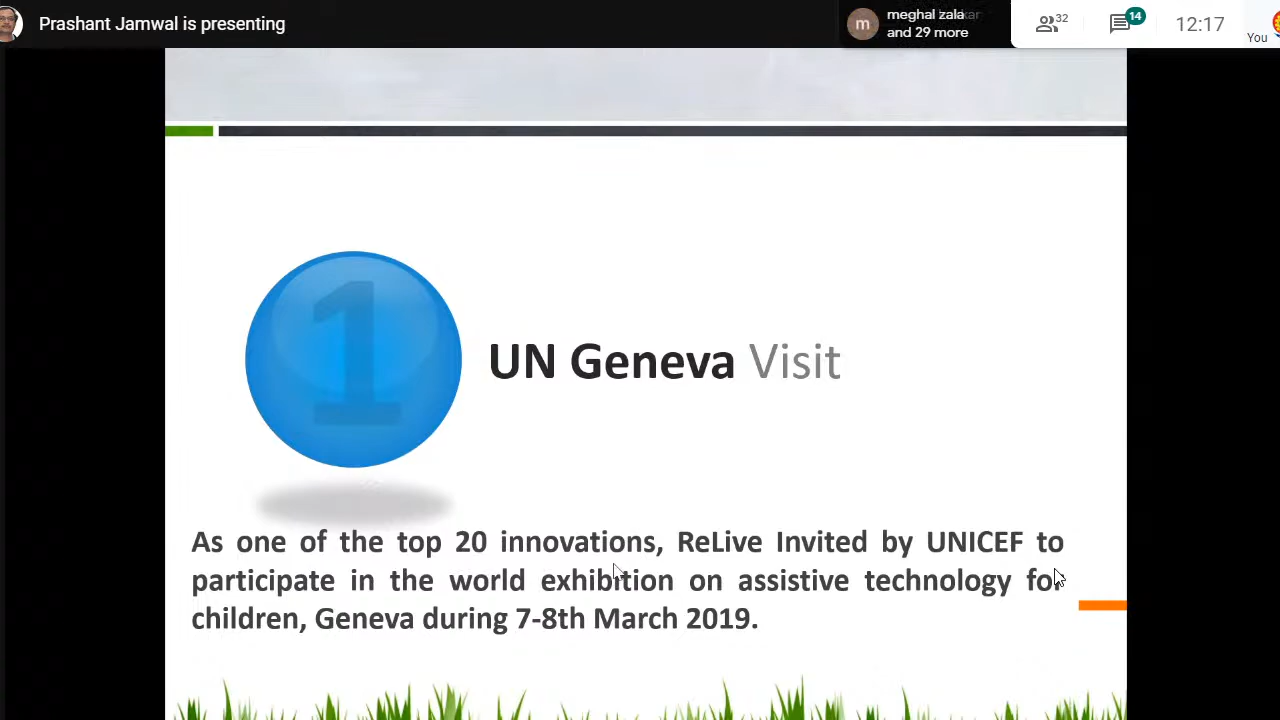 Prashant Jamwal is presenting
m
meghal zala
and 29 more
32
14
12:17
You
1
UN Geneva Visit
As one of the top 20 innovations, ReLive Invited by UNICEF to
participate in the world exhibition on assistive technology for
children, Geneva during 7-8th March 2019.